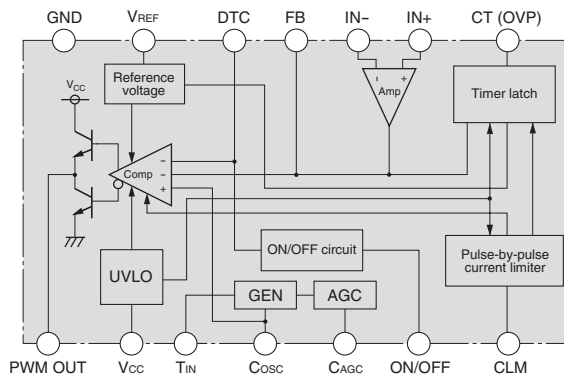 GND VREF DTC FB IN− IN+ CT (OVP)
Reference
voltage
VCC
− +
Amp
Timer latch
Comp
−
−
+
ON/OFF circuit
Pulse-by-pulse
current limiter
UVLO
GEN AGC
PWM OUT VCC TIN COSC CAGC ON/OFF CLM